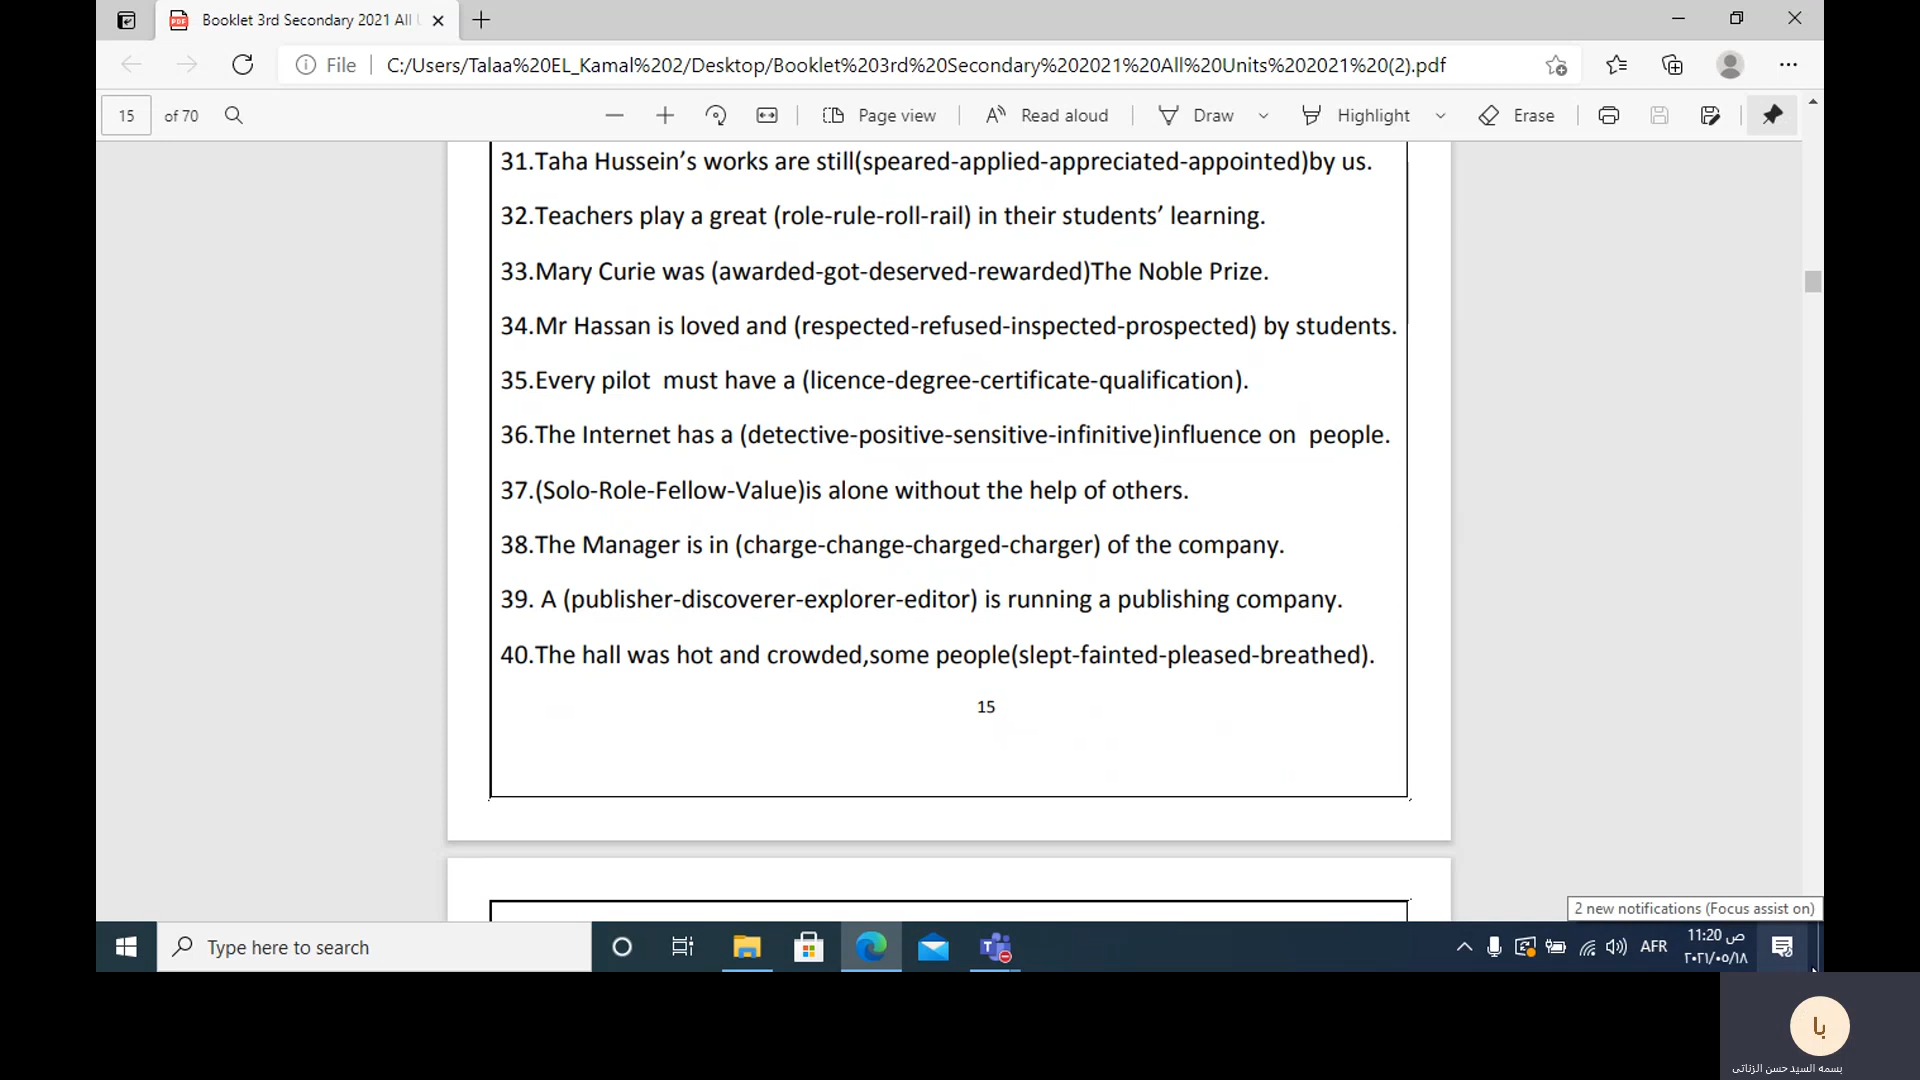 Booklet 3rd Secondary 2021 All
File
C:/Users/Talaa%20EL_Kamal%202/Desktop/Booklet%203rd%20Secondary%202021%20All%20Units%202021%20(2).pdf
15 of 70
Page view
Read aloud
Draw
Highlight
Erase
31.Taha Hussein’s works are still(speared-applied-appreciated-appointed)by us.
32.Teachers play a great (role-rule-roll-rail) in their students’ learning.
33.Mary Curie was (awarded-got-deserved-rewarded)The Noble Prize.
34.Mr Hassan is loved and (respected-refused-inspected-prospected) by students.
35.Every pilot  must have a (licence-degree-certificate-qualification).
36.The Internet has a (detective-positive-sensitive-infinitive)influence on  people.
37.(Solo-Role-Fellow-Value)is alone without the help of others.
38.The Manager is in (charge-change-charged-charger) of the company.
39. A (publisher-discoverer-explorer-editor) is running a publishing company.
40.The hall was hot and crowded,some people(slept-fainted-pleased-breathed).
15
2 new notifications (Focus assist on)
Type here to search
AFR
11:20 ص
٢٠٢١/٠٥/١٨
با
بسمه السيد حسن الزناتى